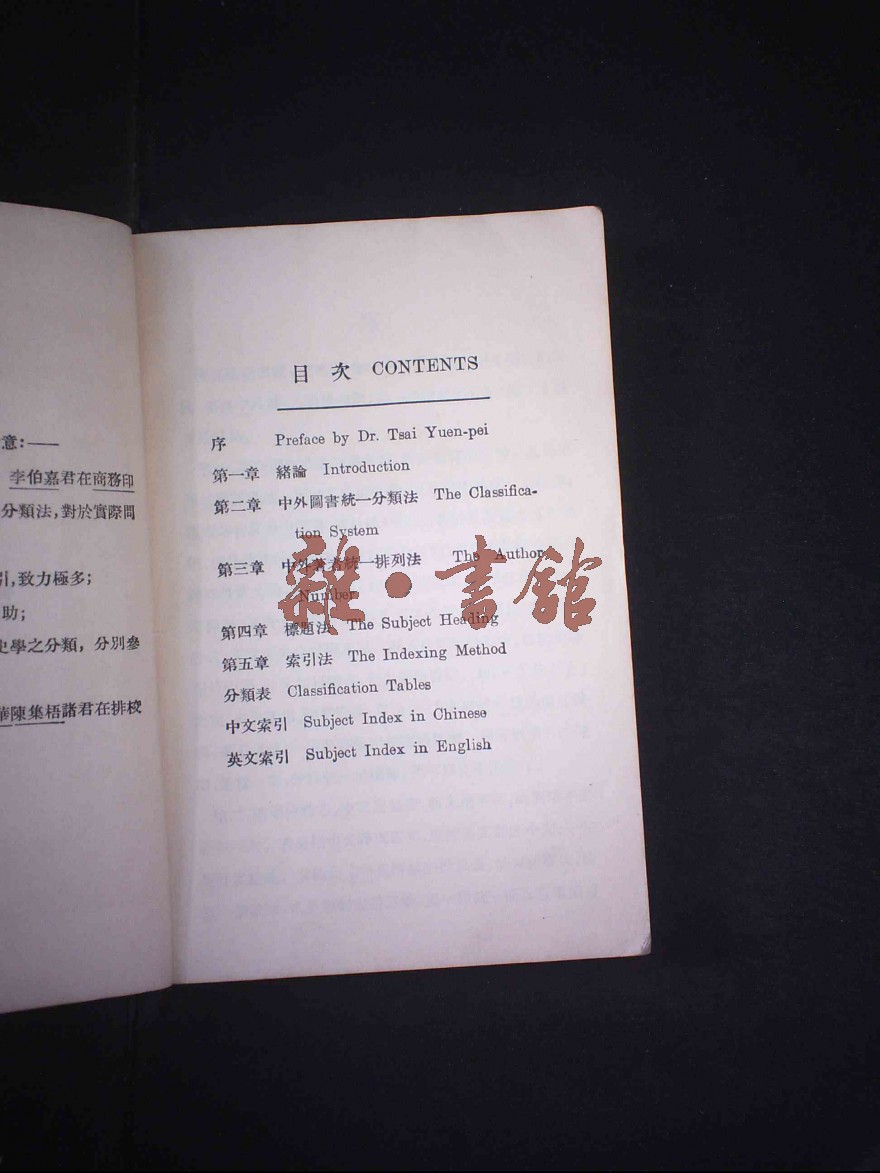 意:——
李伯嘉君在商務印
分類法,對於實際問
引,致力極多;
助;
史學之分類，分別參
華陳集梧諸君在排校
目 次 CONTENTS
序 Preface by Dr. Tsai Yuen-pei
第一章 緒論 Introduction
第二章 中外圖書統一分類法 The Classifica-
tion System
第三章 中外著者統一排列法 The Author
Number
第四章 標題法 The Subject Heading
第五章 索引法 The Indexing Method
分類表 Classification Tables
中文索引 Subject Index in Chinese
英文索引 Subject Index in English
雜·書館